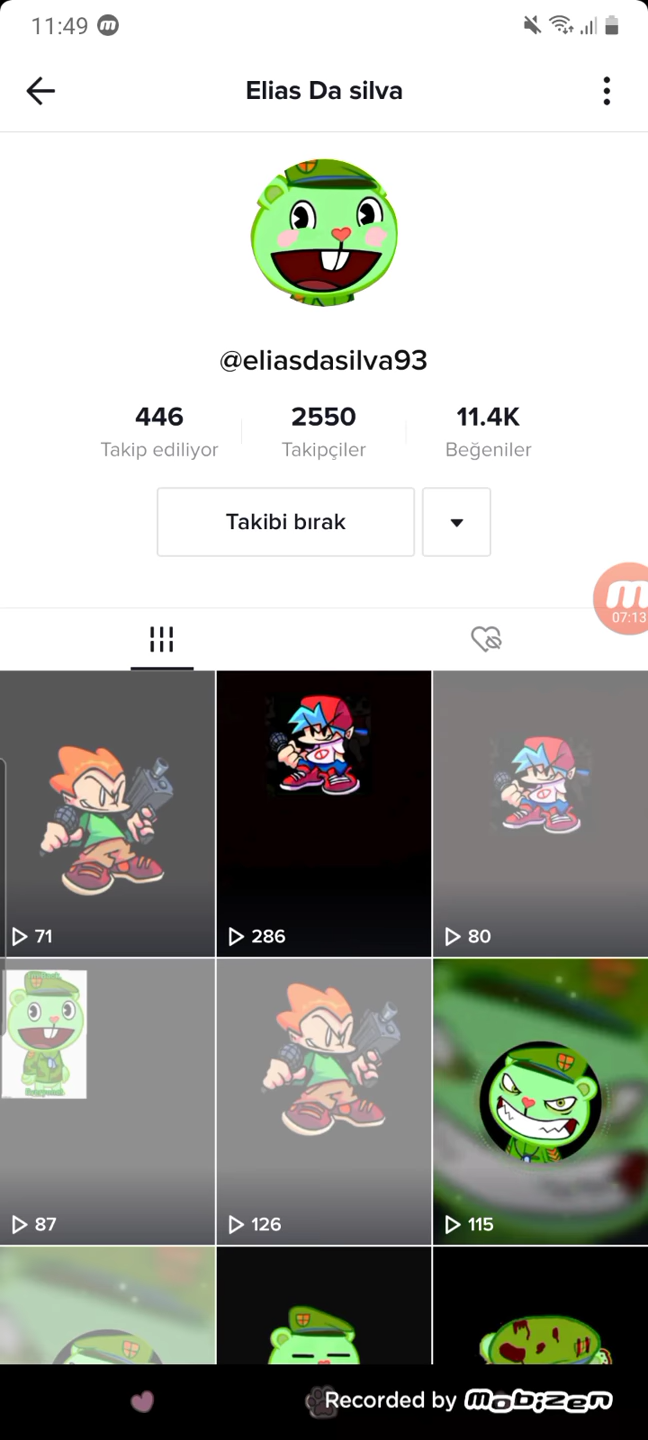 11:49
Elias Da silva
@eliasdasilva93
446 2550 11.4K
Takip ediliyor Takipçiler Beğeniler
Takibi bırak
07:13
71 286 80
87 126 115
Recorded by mobizen